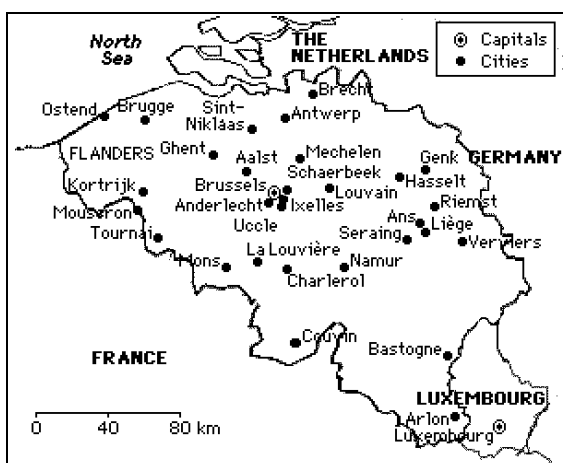 North
Sea
THE
NETHERLANDS
Capitals
Cities
Brecht
Ostend
Brugge
Sint-
Niklaas
Antwerp
FLANDERS
Ghent
Aalst
Mechelen
Schaerbeek
Genk
GERMANY
Kortrijk
Brussels
Louvain
Hasselt
Anderlecht
Ixelles
Riemst
Mouscron
Uccle
Ans
Liège
Tournai
Seraing
Verviers
Mons
La Louvière
Namur
Charlerol
Couvin
FRANCE
Bastogne
LUXEMBOURG
Arlon
Luxembourg
0 40 80 km